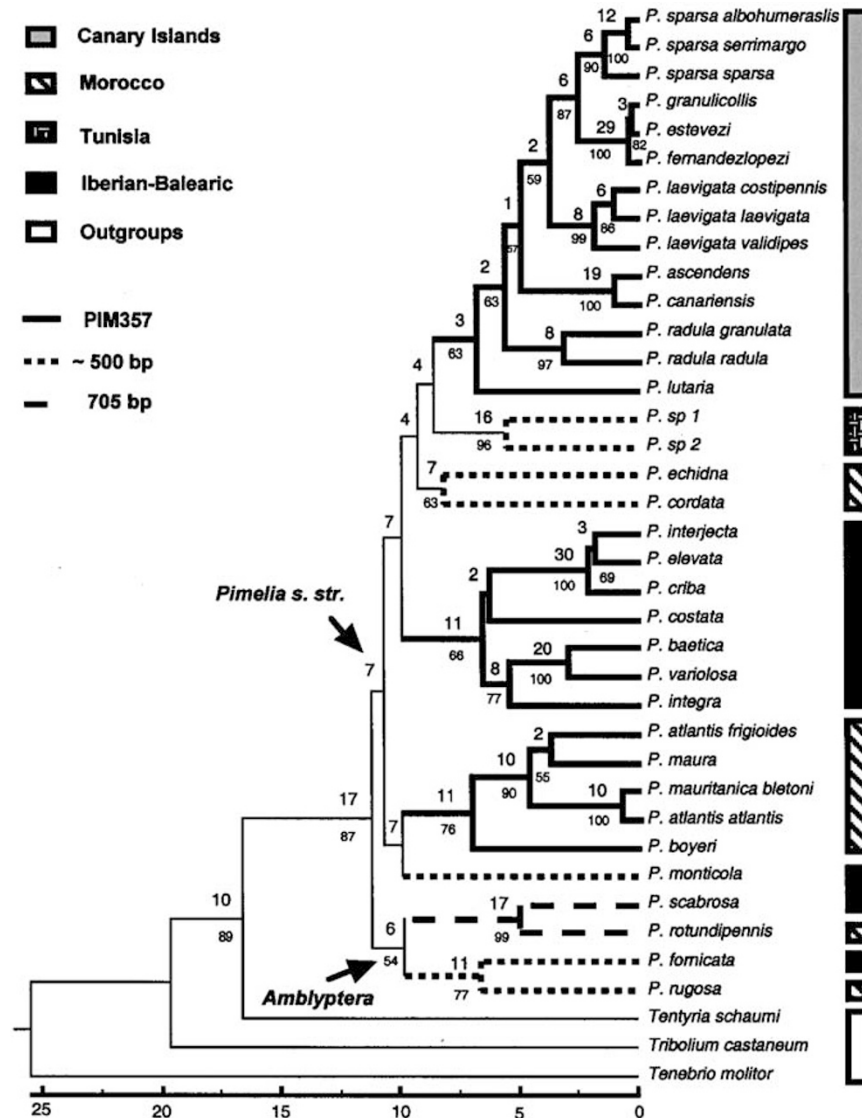 Canary Islands
Morocco
Tunisia
Iberian-Balearic
Outgroups
PIM357
~ 500 bp
705 bp
12 P. sparsa albohumeraslis
6 P. sparsa serrimargo
90 100
P. sparsa sparsa
6
87
3 P. granulicollis
29 P. estevezi
82
100 P. fernandezlopezi
2
59
6 P. laevigata costipennis
8 P. laevigata laevigata
86
99 P. laevigata validipes
1
57
19 P. ascendens
100 P. canariensis
2
63
8 P. radula granulata
97 P. radula radula
3
63
P. lutaria
4
16 P. sp 1
96 P. sp 2
4
7 P. echidna
63 P. cordata
7
3 P. interjecta
30 P. elevata
69
100 P. criba
2
P. costata
11
66
20 P. baetica
8
100 P. variolosa
77 P. integra
Pimelia s. str.
7
2 P. atlantis frigioides
10 P. maura
55
90
10 P. mauritanica bletoni
11
100 P. atlantis atlantis
76
P. boyeri
17
87
7
P. monticola
17 P. scabrosa
6
99 P. rotundipennis
54
11 P. fornicata
77 P. rugosa
Amblyptera
10
89
Tentyria schaumi
Tribolium castaneum
Tenebrio molitor
25 20 15 10 5 0